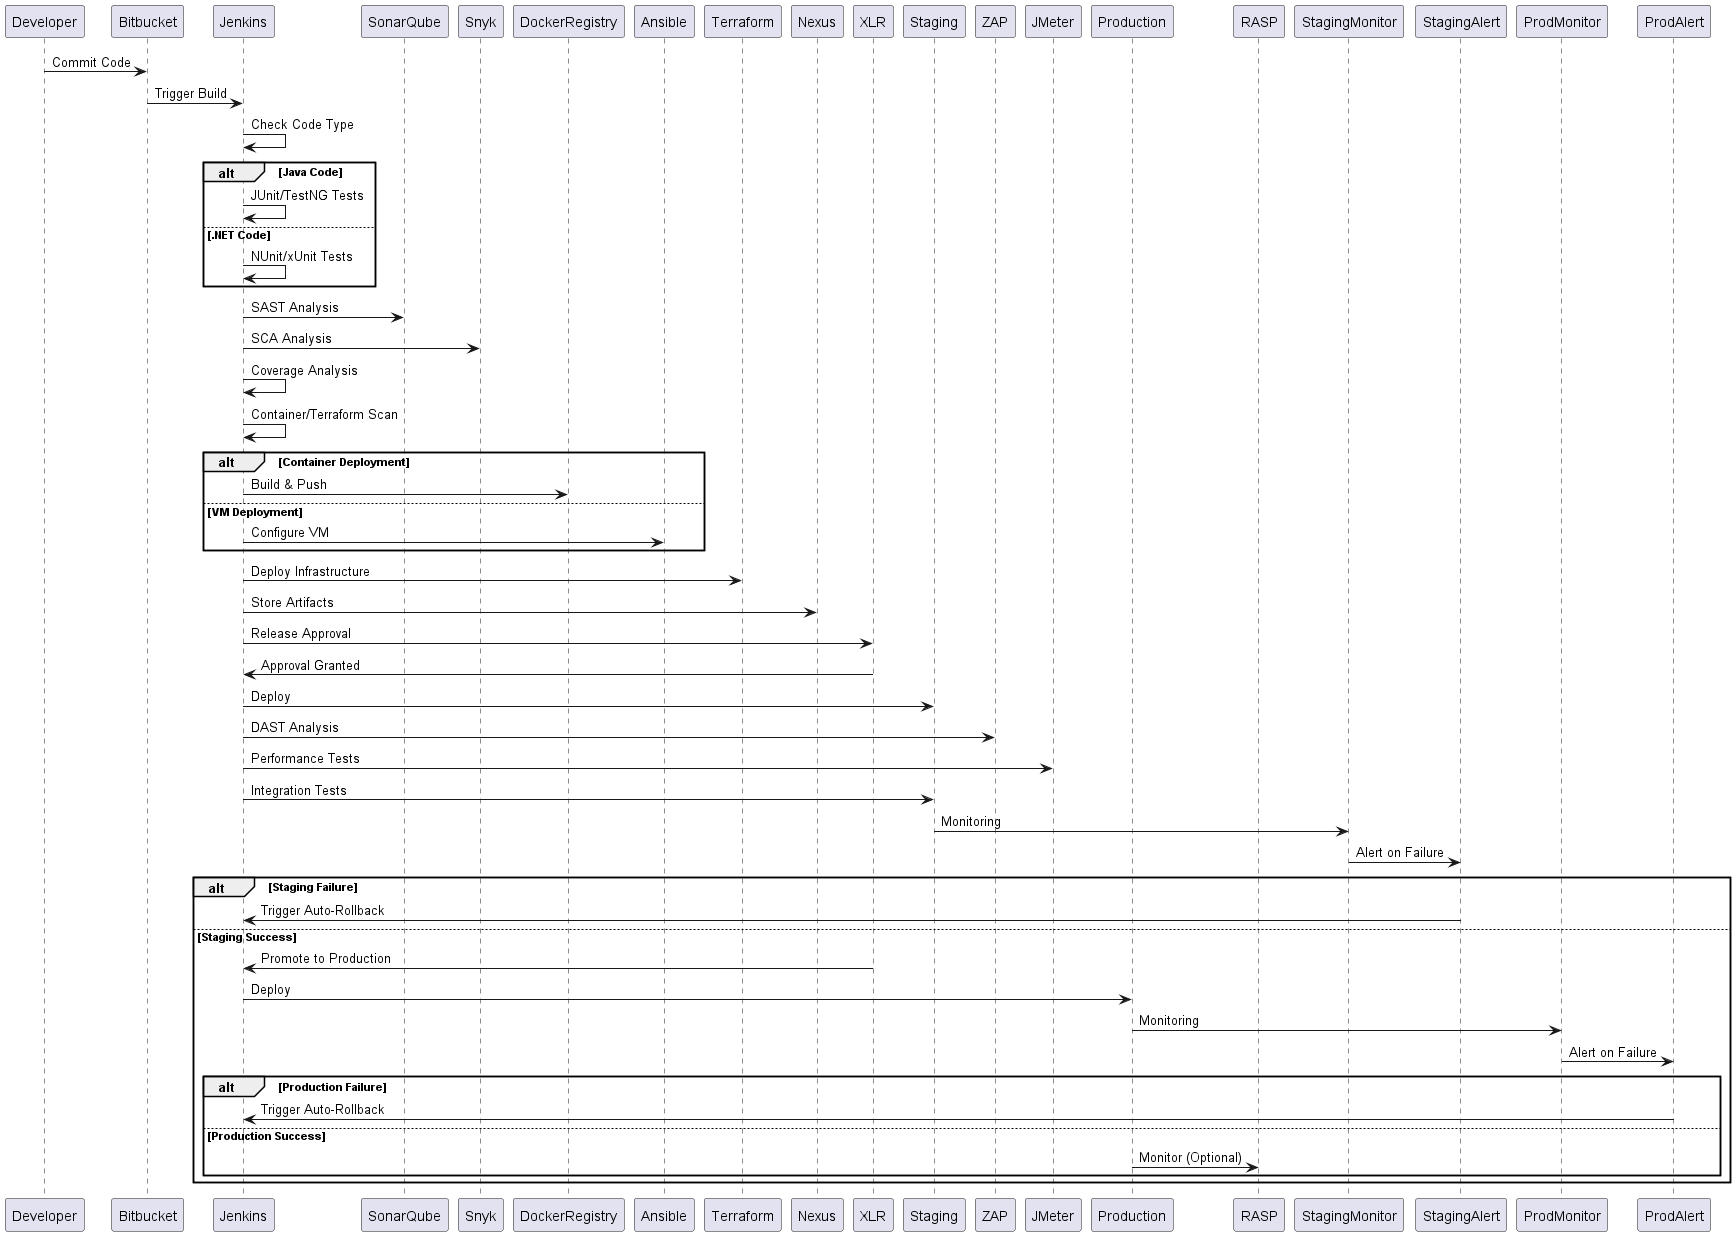 Developer Bitbucket Jenkins SonarQube Snyk DockerRegistry Ansible Terraform Nexus XLR Staging ZAP JMeter Production RASP StagingMonitor StagingAlert ProdMonitor ProdAlert
Commit Code
Trigger Build
Check Code Type
alt [Java Code]
JUnit/TestNG Tests
[.NET Code]
NUnit/xUnit Tests
SAST Analysis
SCA Analysis
Coverage Analysis
Container/Terraform Scan
alt [Container Deployment]
Build & Push
[VM Deployment]
Configure VM
Deploy Infrastructure
Store Artifacts
Release Approval
Approval Granted
Deploy
DAST Analysis
Performance Tests
Integration Tests
Monitoring
Alert on Failure
alt [Staging Failure]
Trigger Auto-Rollback
[Staging Success]
Promote to Production
Deploy
Monitoring
Alert on Failure
alt [Production Failure]
Trigger Auto-Rollback
[Production Success]
Monitor (Optional)
Developer Bitbucket Jenkins SonarQube Snyk DockerRegistry Ansible Terraform Nexus XLR Staging ZAP JMeter Production RASP StagingMonitor StagingAlert ProdMonitor ProdAlert